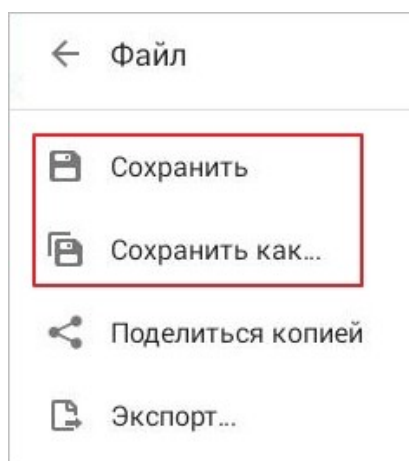 Файл
Сохранить
Сохранить как...
Поделиться копией
Экспорт...